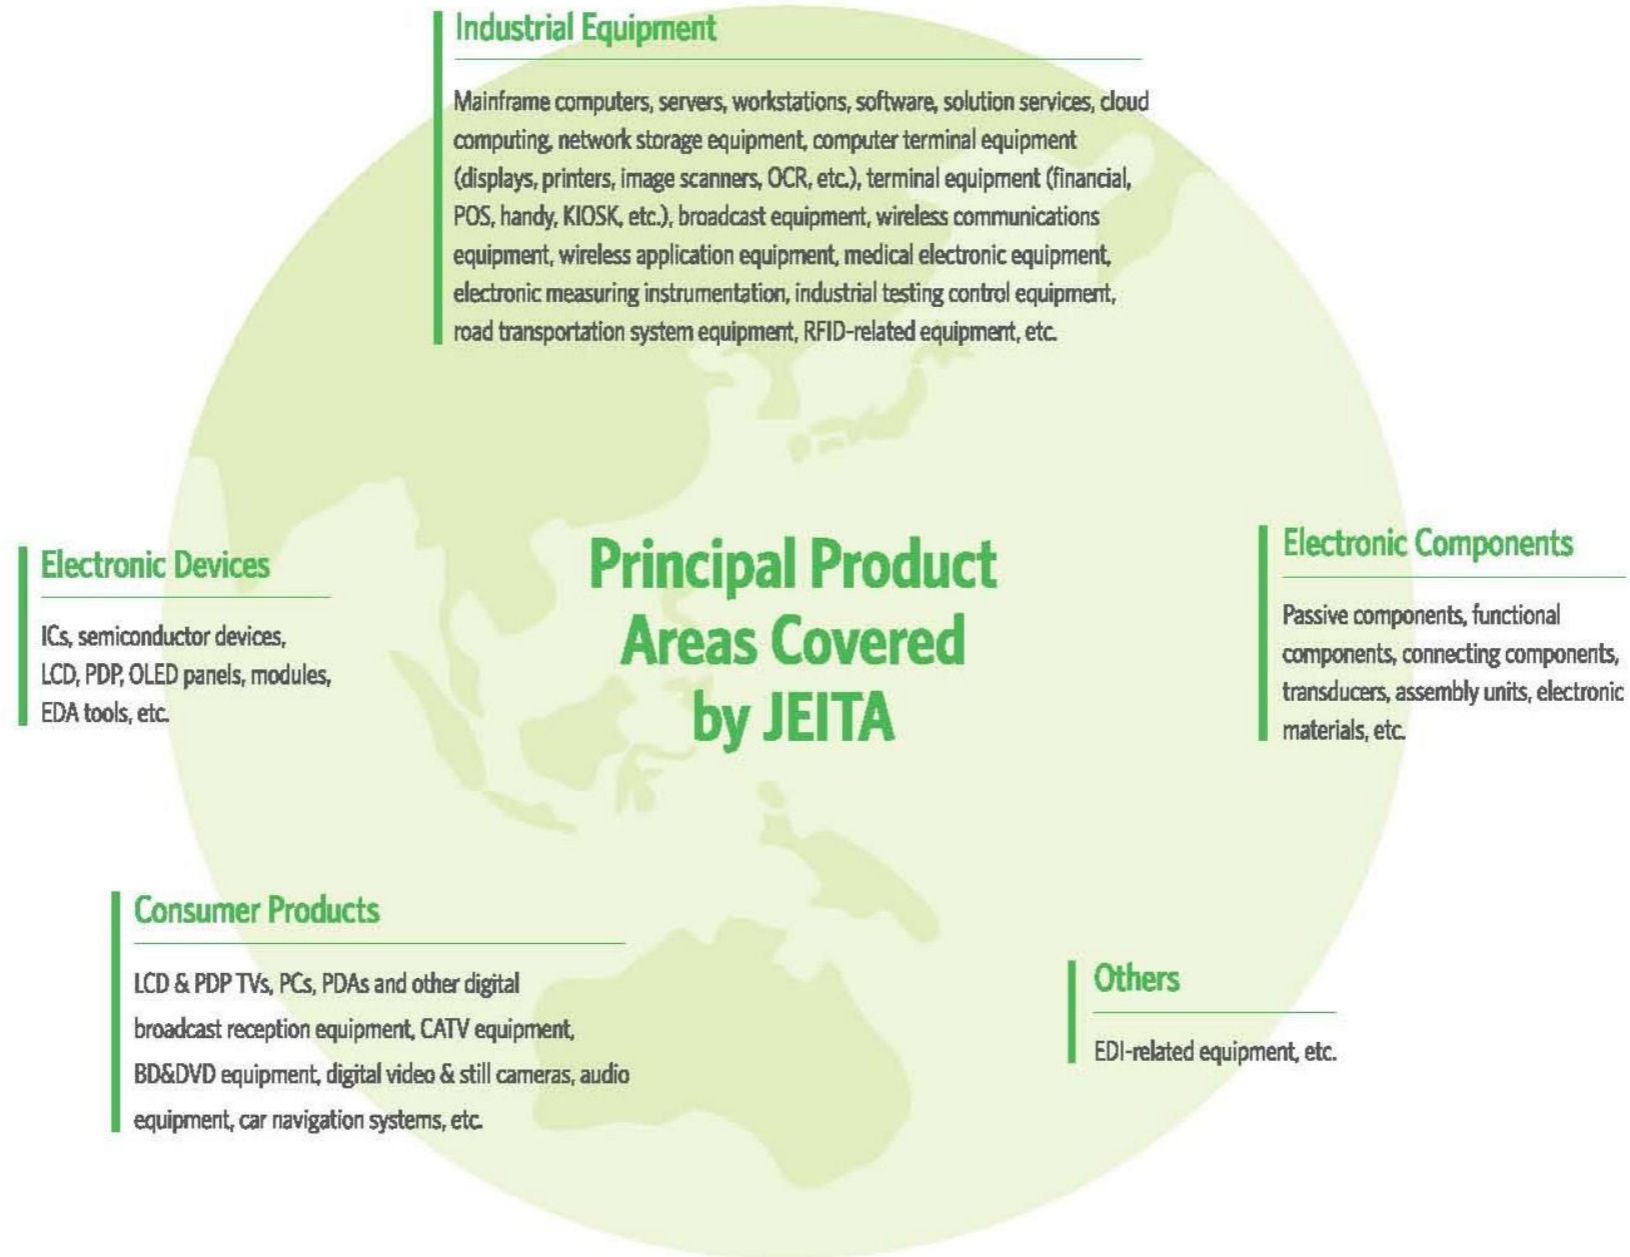 Industrial Equipment
Mainframe computers, servers, workstations, software, solution services, cloud
computing, network storage equipment, computer terminal equipment
(displays, printers, image scanners, OCR, etc.), terminal equipment (financial,
POS, handy, KIOSK, etc.), broadcast equipment, wireless communications
equipment, wireless application equipment, medical electronic equipment,
electronic measuring instrumentation, industrial testing control equipment,
road transportation system equipment, RFID-related equipment, etc.
Electronic Devices
ICs, semiconductor devices,
LCD, PDP, OLED panels, modules,
EDA tools, etc.
Principal Product
Areas Covered
by JEITA
Electronic Components
Passive components, functional
components, connecting components,
transducers, assembly units, electronic
materials, etc.
Consumer Products
LCD & PDP TVs, PCs, PDAs and other digital
broadcast reception equipment, CATV equipment,
BD&DVD equipment, digital video & still cameras, audio
equipment, car navigation systems, etc.
Others
EDI-related equipment, etc.